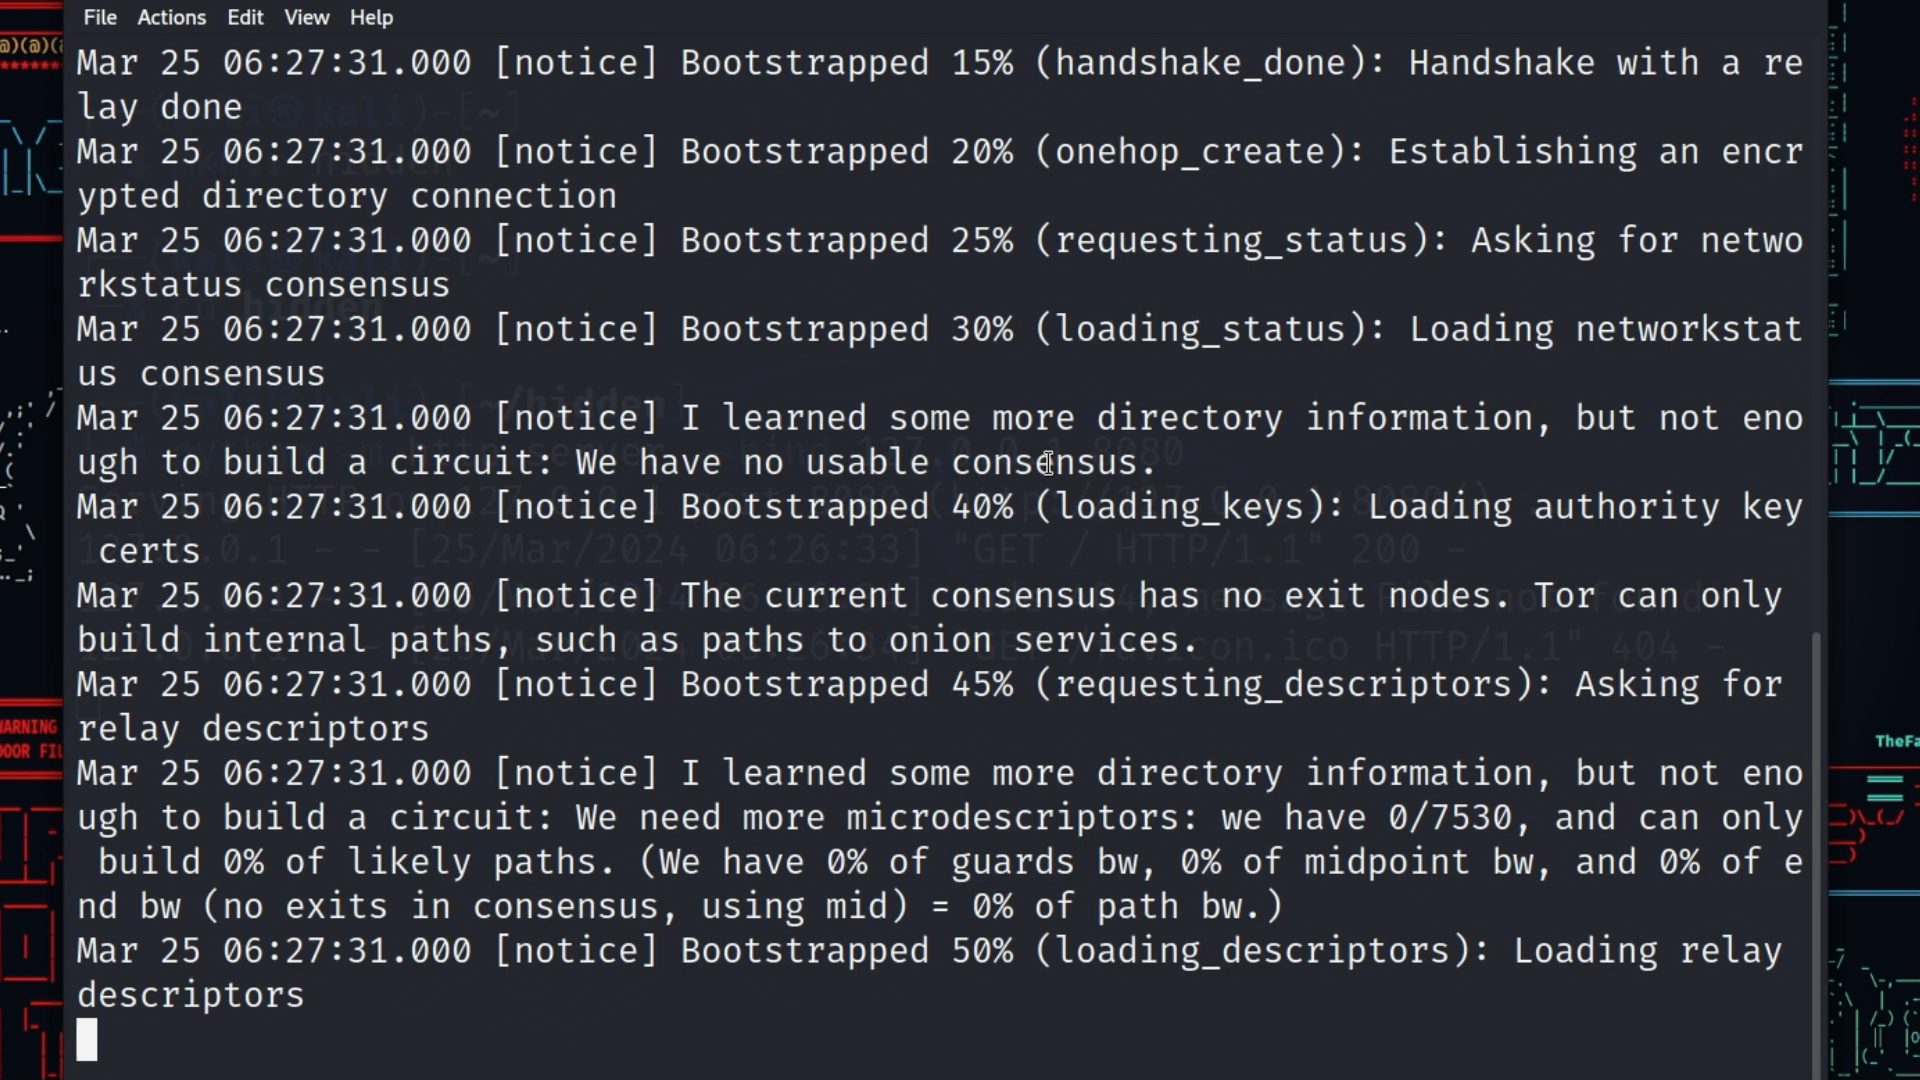 File Actions Edit View Help
Mar 25 06:27:31.000 [notice] Bootstrapped 15% (handshake_done): Handshake with a re
lay done
Mar 25 06:27:31.000 [notice] Bootstrapped 20% (onehop_create): Establishing an encr
ypted directory connection
Mar 25 06:27:31.000 [notice] Bootstrapped 25% (requesting_status): Asking for netwo
rkstatus consensus
Mar 25 06:27:31.000 [notice] Bootstrapped 30% (loading_status): Loading networkstat
us consensus
Mar 25 06:27:31.000 [notice] I learned some more directory information, but not eno
ugh to build a circuit: We have no usable consensus.
Mar 25 06:27:31.000 [notice] Bootstrapped 40% (loading_keys): Loading authority key
 certs
Mar 25 06:27:31.000 [notice] The current consensus has no exit nodes. Tor can only
build internal paths, such as paths to onion services.
Mar 25 06:27:31.000 [notice] Bootstrapped 45% (requesting_descriptors): Asking for
relay descriptors
Mar 25 06:27:31.000 [notice] I learned some more directory information, but not eno
ugh to build a circuit: We need more microdescriptors: we have 0/7530, and can only
 build 0% of likely paths. (We have 0% of guards bw, 0% of midpoint bw, and 0% of e
nd bw (no exits in consensus, using mid) = 0% of path bw.)
Mar 25 06:27:31.000 [notice] Bootstrapped 50% (loading_descriptors): Loading relay
descriptors